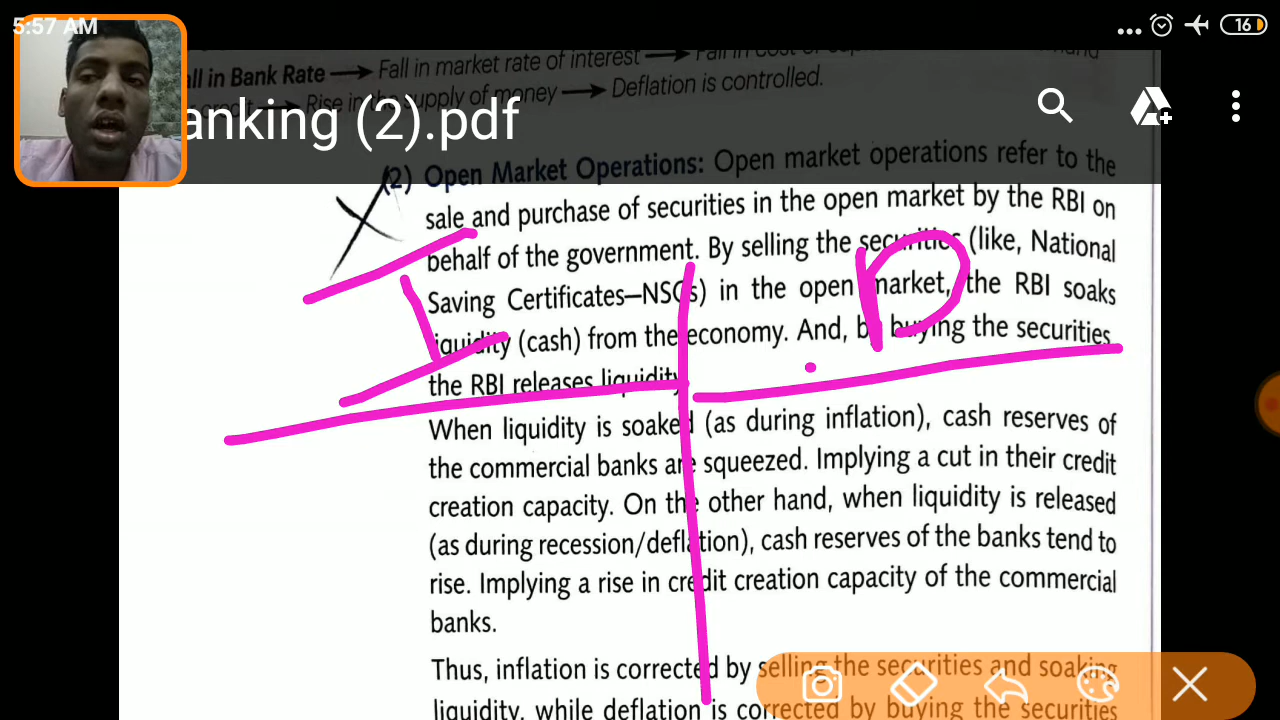 5:57 AM
16
all in Bank Rate → Fall in market rate of interest → Fall in cost of
credit → Rise in the supply of money → Deflation is controlled.
anking (2).pdf
(2) Open Market Operations: Open market operations refer to the
sale and purchase of securities in the open market by the RBI on
behalf of the government. By selling the securities (like, National
Saving Certificates–NSCs) in the open market, the RBI soaks
liquidity (cash) from the economy. And, by buying the securities,
the RBI releases liquidity.
I
D
When liquidity is soaked (as during inflation), cash reserves of
the commercial banks are squeezed. Implying a cut in their credit
creation capacity. On the other hand, when liquidity is released
(as during recession/deflation), cash reserves of the banks tend to
rise. Implying a rise in credit creation capacity of the commercial
banks.
Thus, inflation is corrected by selling the securities and soaking
liquidity, while deflation is corrected by buying the securities